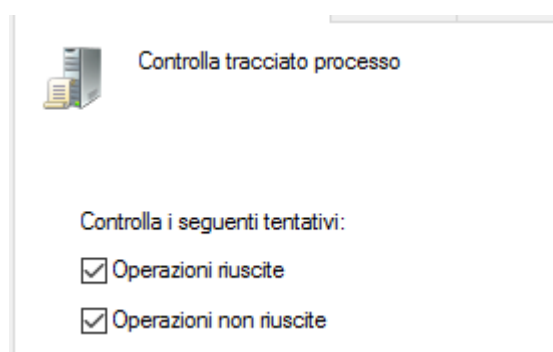 Controlla tracciato processo
Controlla i seguenti tentativi:
Operazioni riuscite
Operazioni non riuscite